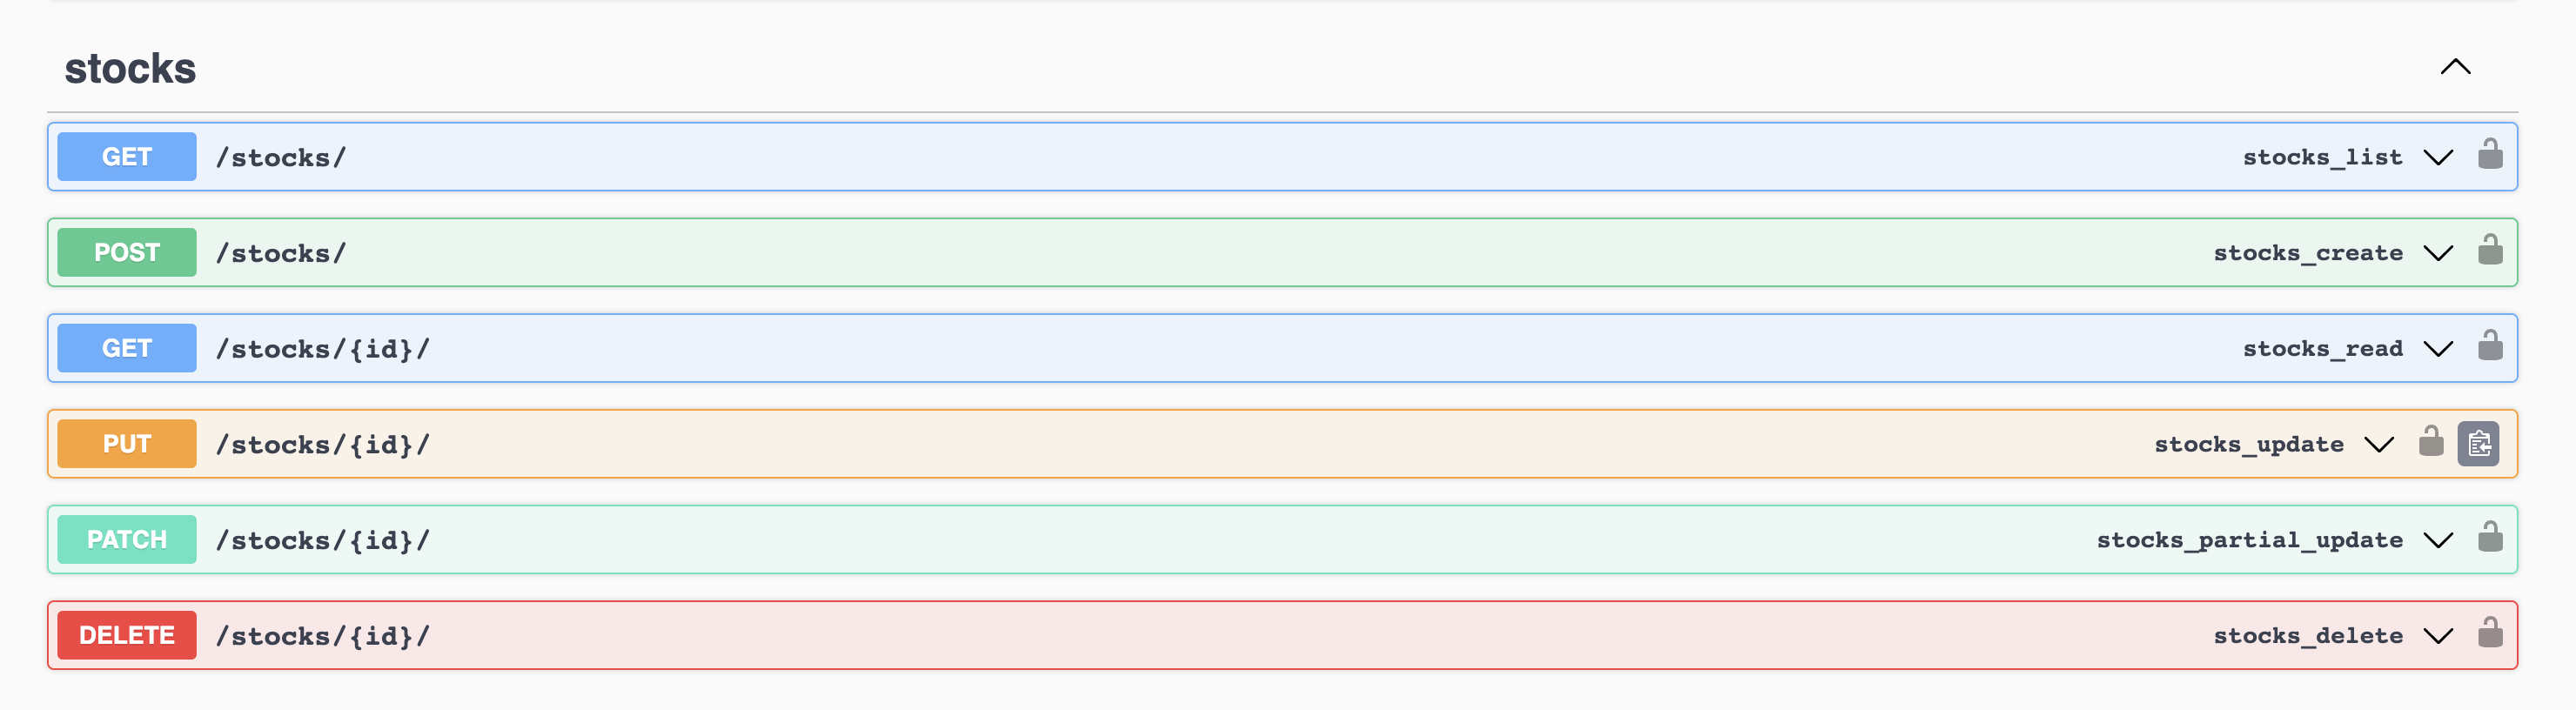 stocks
GET /stocks/ stocks_list
POST /stocks/ stocks_create
GET /stocks/{id}/ stocks_read
PUT /stocks/{id}/ stocks_update
PATCH /stocks/{id}/ stocks_partial_update
DELETE /stocks/{id}/ stocks_delete